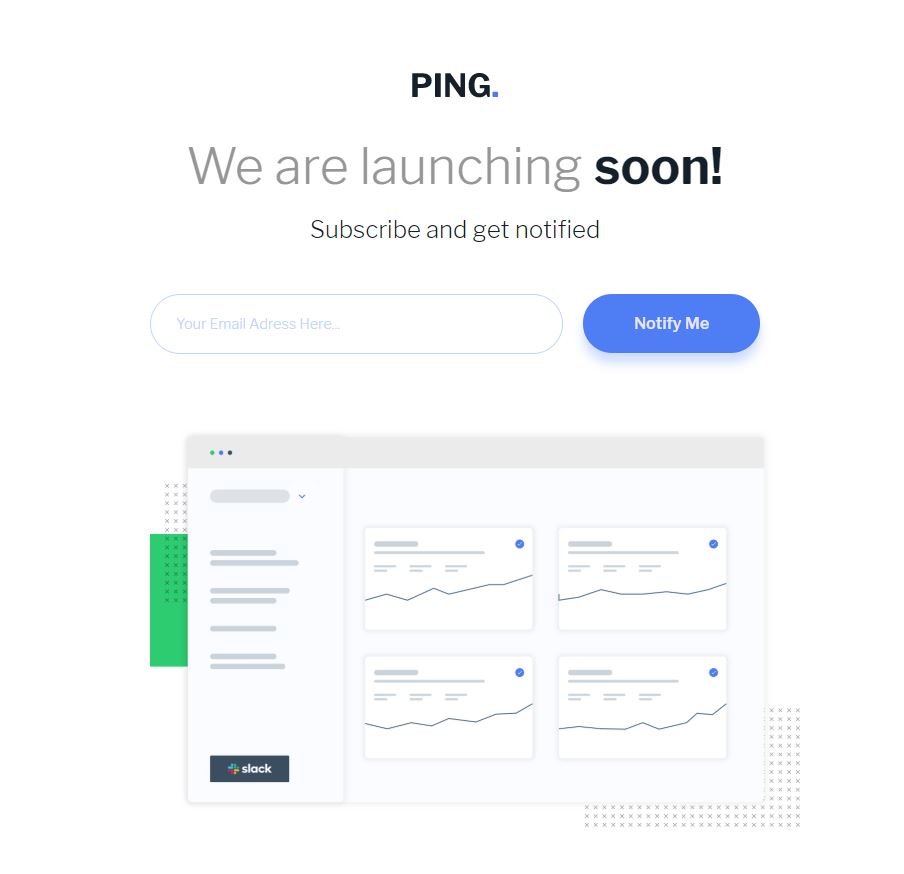 PING.
We are launching soon!
Subscribe and get notified
Your Email Adress Here...
Notify Me
slack